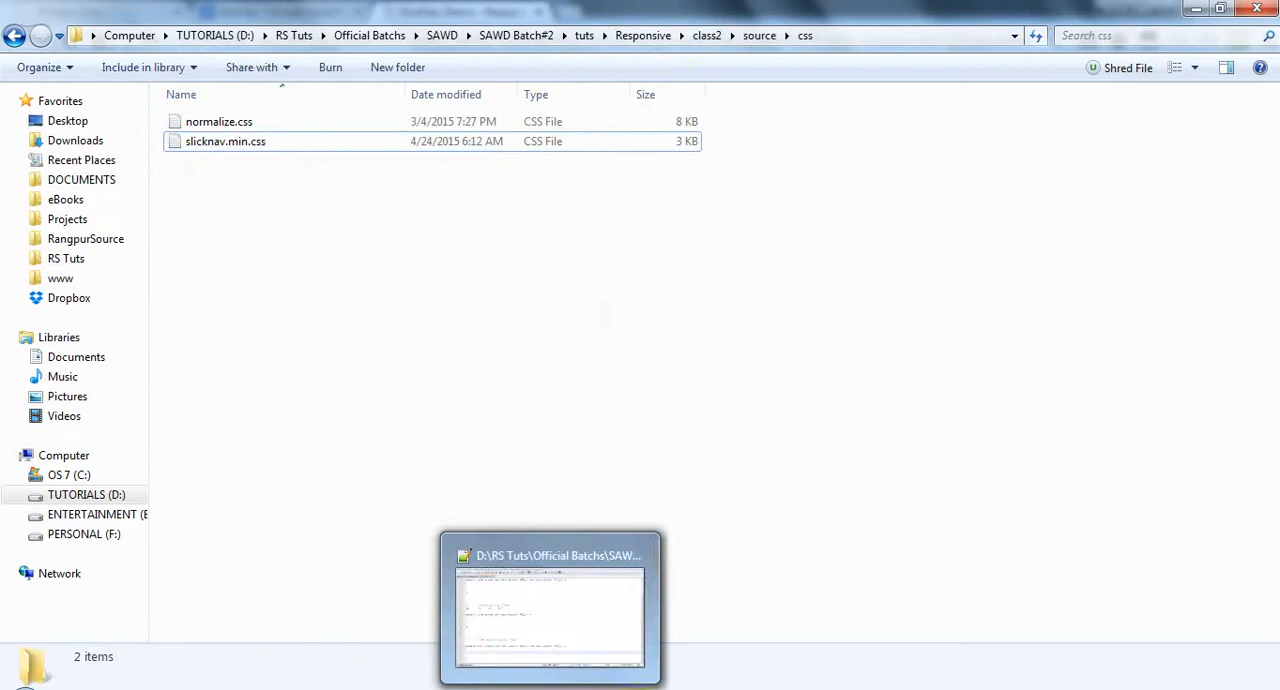 Computer TUTORIALS (D:) RS Tuts Official Batchs SAWD SAWD Batch#2 tuts Responsive class2 source css
Search css
Organize Include in library Share with Burn New folder
Shred File
Name Date modified Type Size
normalize.css 3/4/2015 7:27 PM CSS File 8 KB
slicknav.min.css 4/24/2015 6:12 AM CSS File 3 KB
Favorites
Desktop
Downloads
Recent Places
DOCUMENTS
eBooks
Projects
RangpurSource
RS Tuts
www
Dropbox
Libraries
Documents
Music
Pictures
Videos
Computer
OS 7 (C:)
TUTORIALS (D:)
ENTERTAINMENT (E
PERSONAL (F:)
Network
D:\RS Tuts\Official Batchs\SAW...
2 items